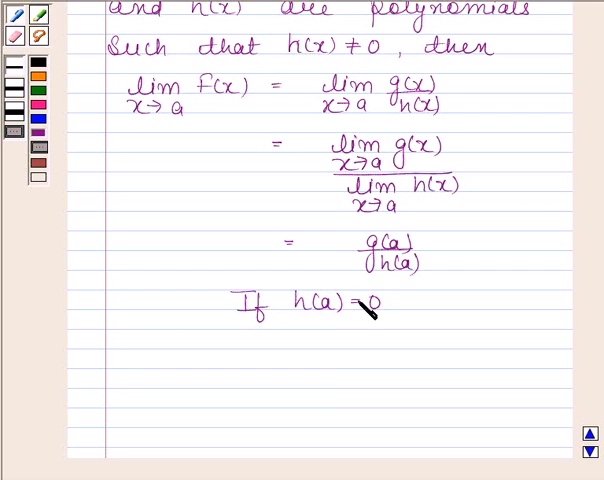 and h(x) are polynomials
Such that h(x) ≠ 0, then
lim x→a f(x) = lim x→a g(x)/h(x)
= lim x→a g(x) / lim x→a h(x)
= g(a)/h(a)
If h(a) = 0